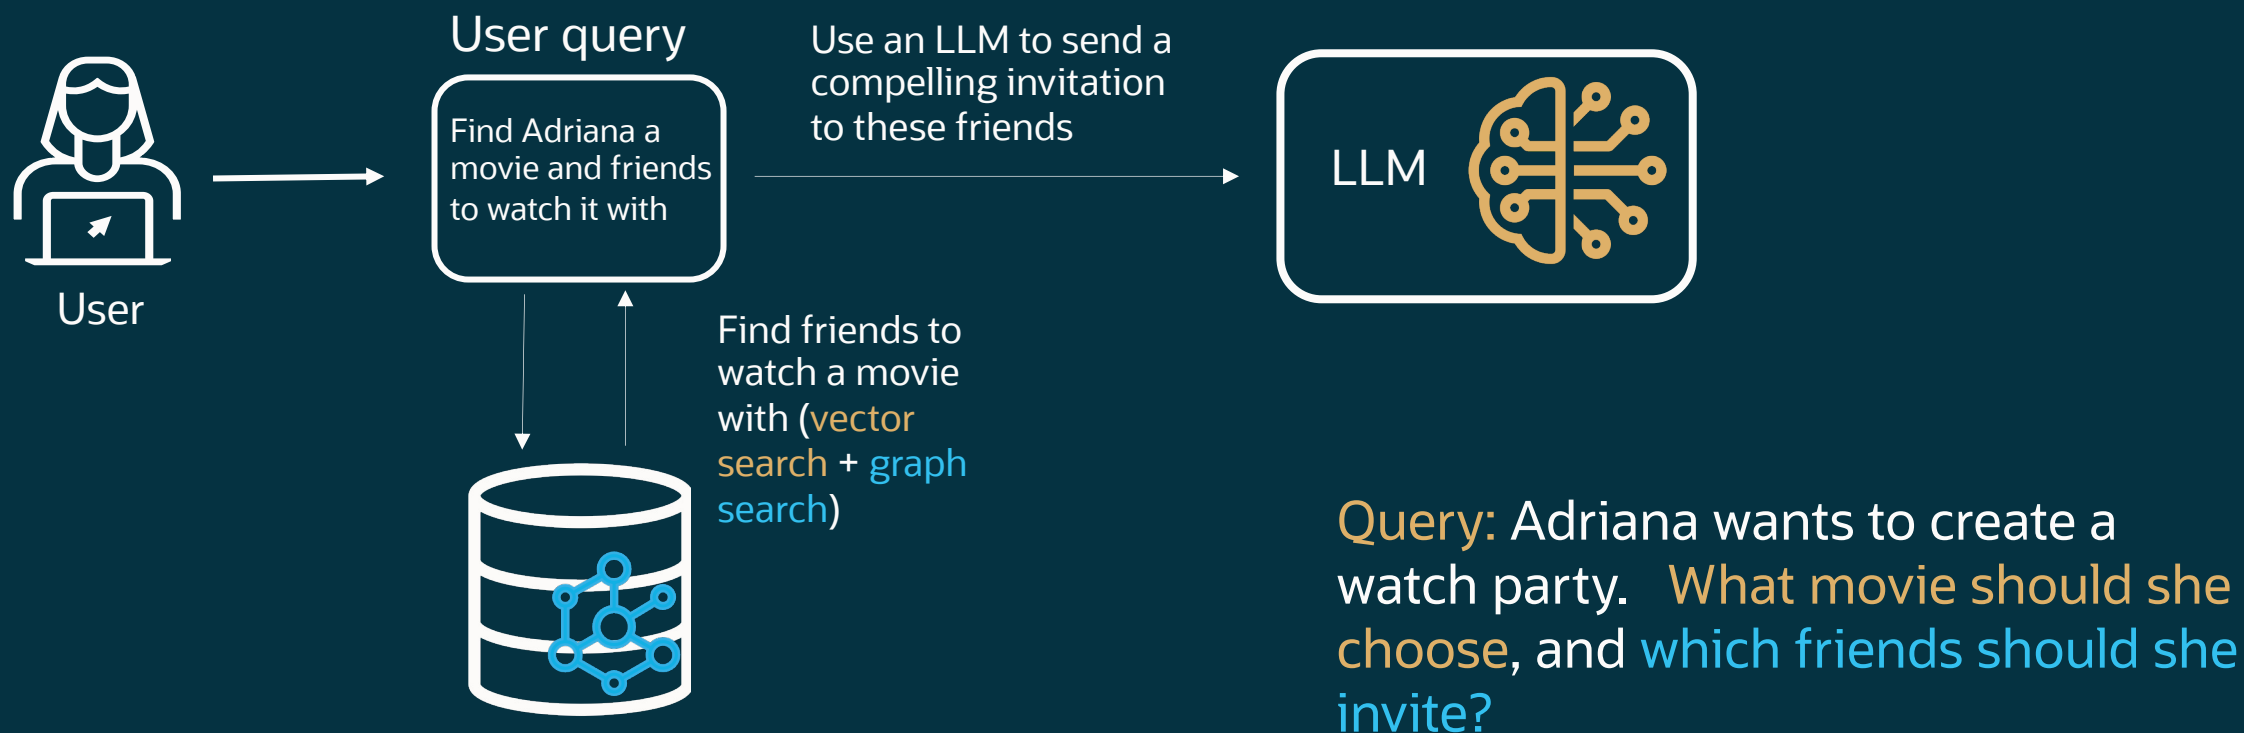 User
User query
Find Adriana a
movie and friends
to watch it with
Use an LLM to send a
compelling invitation
to these friends
LLM
Find friends to
watch a movie
with (vector
search + graph
search)
Query: Adriana wants to create a
watch party. What movie should she
choose, and which friends should she
invite?